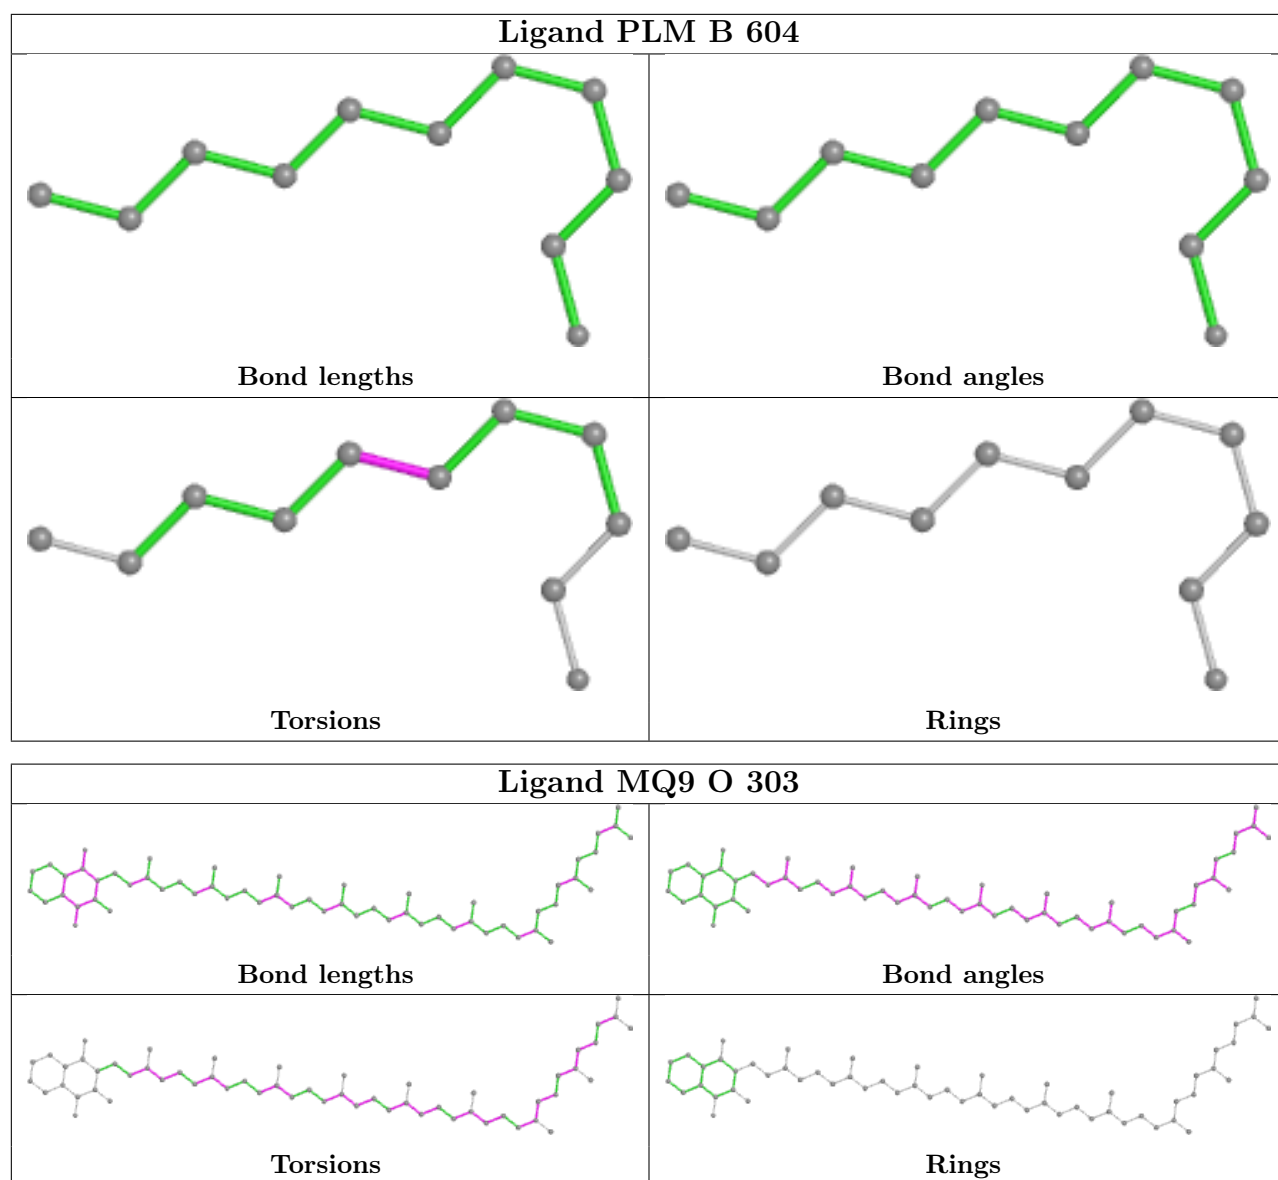 Ligand PLM B 604
Bond lengths
Bond angles
Torsions
Rings
Ligand MQ9 O 303
Bond lengths
Bond angles
Torsions
Rings